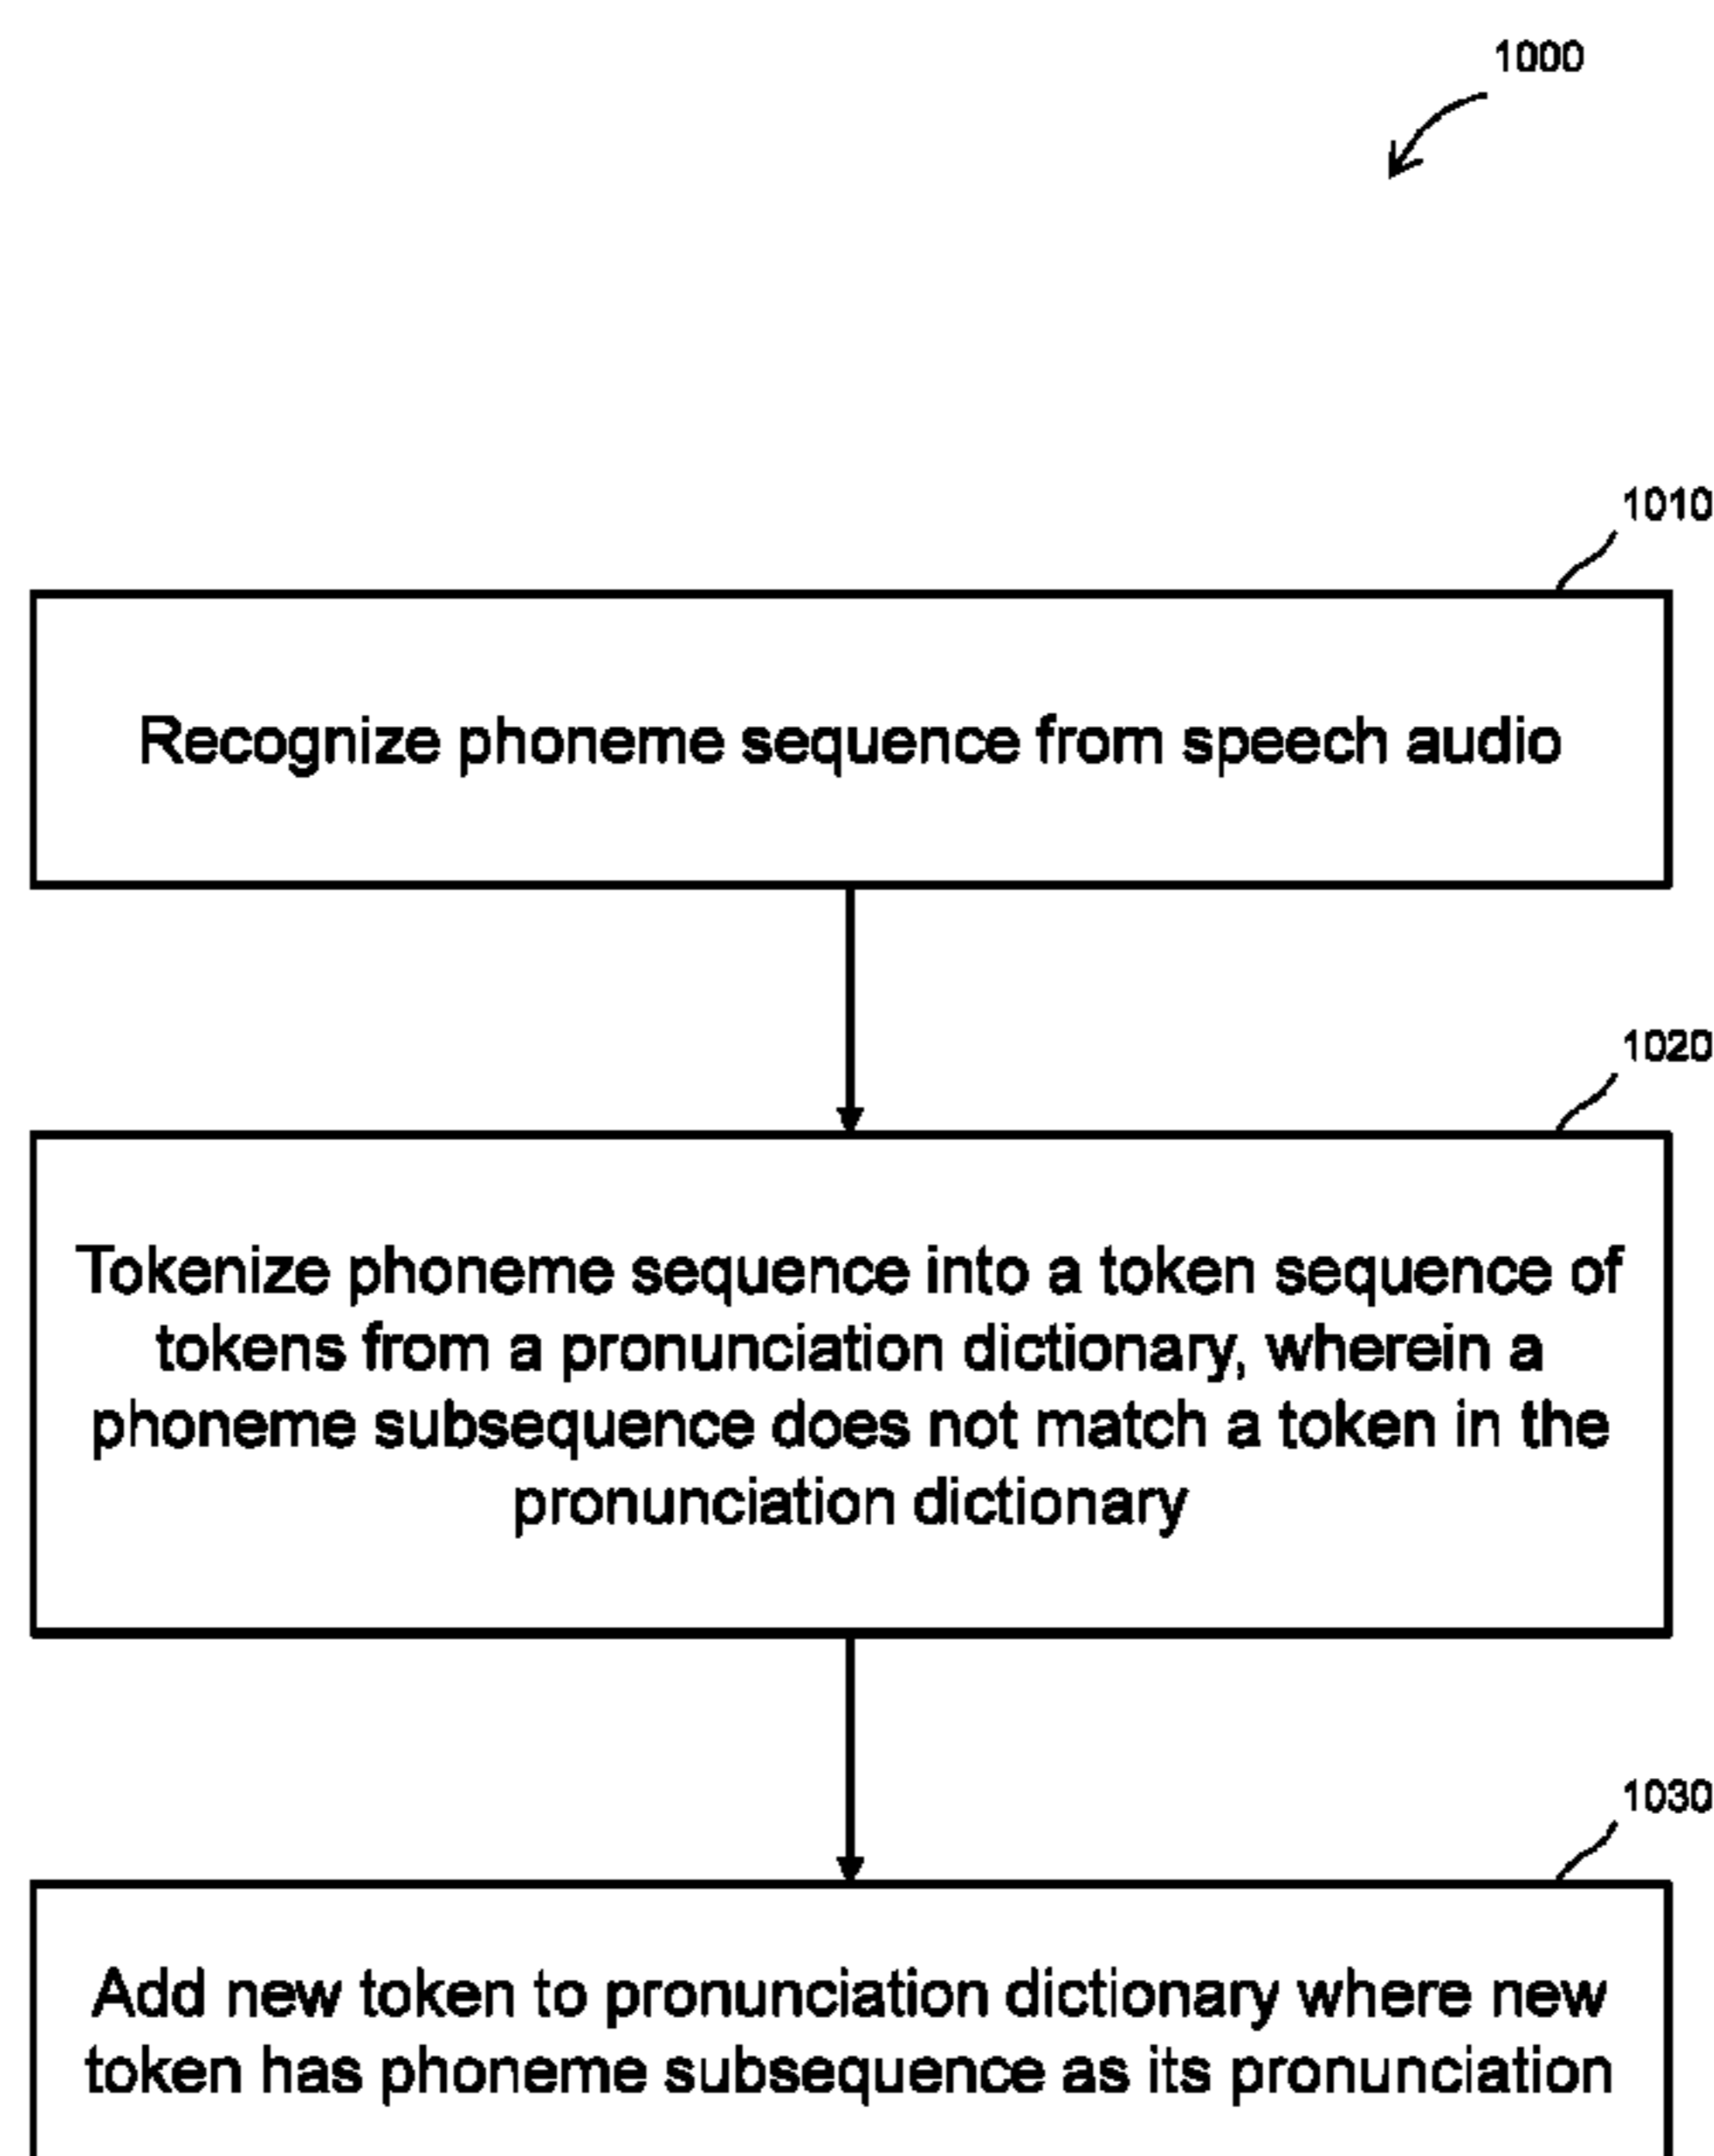 1000
1010
Recognize phoneme sequence from speech audio
1020
Tokenize phoneme sequence into a token sequence of
tokens from a pronunciation dictionary, wherein a
phoneme subsequence does not match a token in the
pronunciation dictionary
1030
Add new token to pronunciation dictionary where new
token has phoneme subsequence as its pronunciation